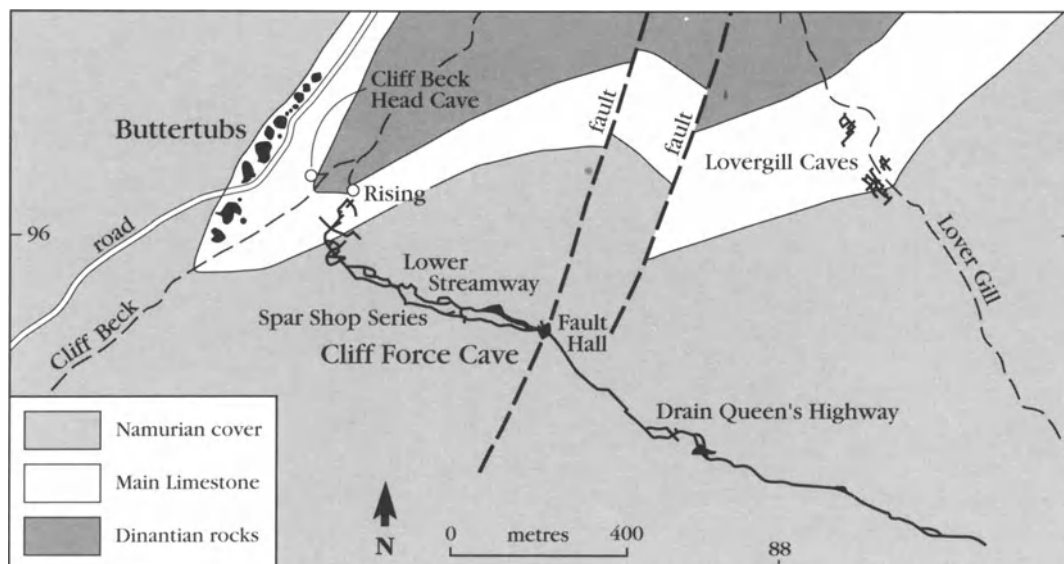 Cliff Beck
Head Cave
Buttertubs
fault
fault
Lovergill Caves
Rising
96
road
Lower
Streamway
Lover Gill
Spar Shop Series
Fault
Hall
Cliff Beck
Cliff Force Cave
Drain Queen's Highway
Namurian cover
Main Limestone
Dinantian rocks
N
0 metres 400
88